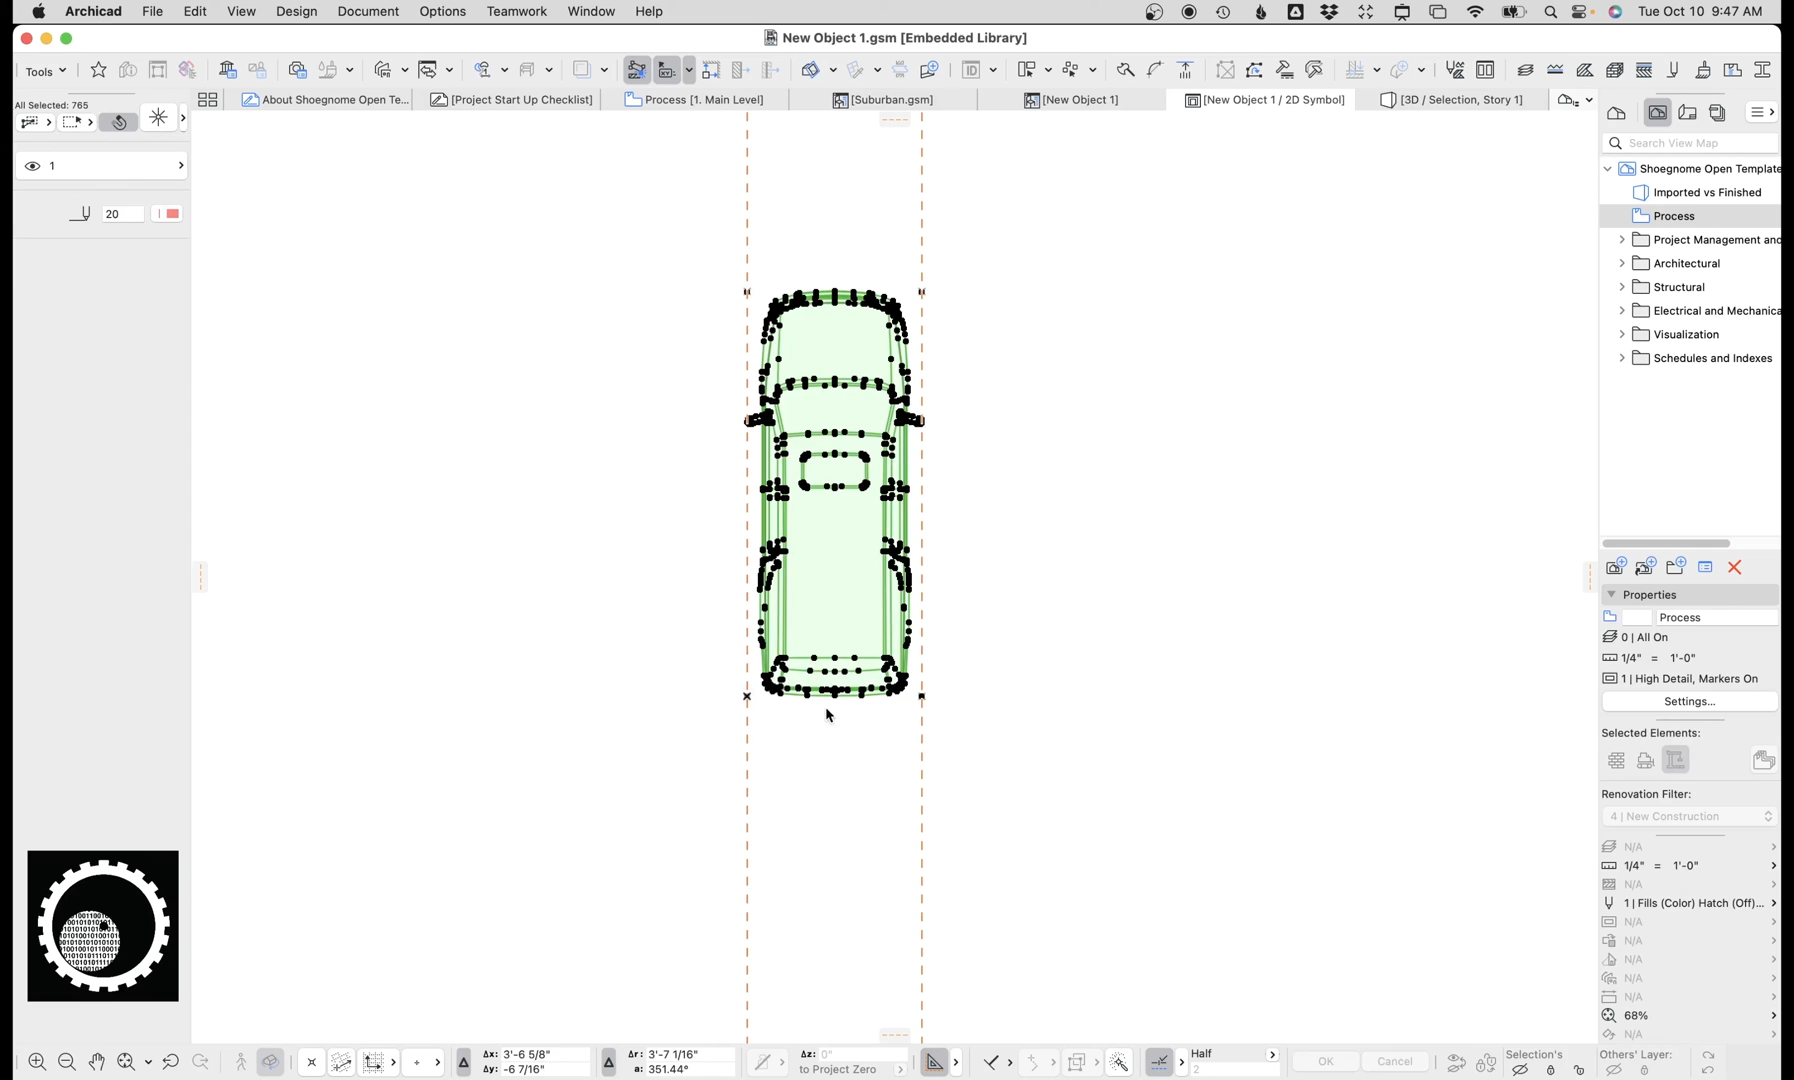 Archicad File Edit View Design Document Options Teamwork Window Help Tue Oct 10 9:47 AM
New Object 1.gsm [Embedded Library]
Tools
All Selected: 765
About Shoegnome Open Te... [Project Start Up Checklist] Process [1. Main Level] [Suburban.gsm] [New Object 1] [New Object 1 / 2D Symbol] [3D / Selection, Story 1]
Search View Map
1
20
Shoegnome Open Template
Imported vs Finished
Process
Project Management and
Architectural
Structural
Electrical and Mechanica
Visualization
Schedules and Indexes
Properties
Process
0 | All On
1/4" = 1'-0"
1 | High Detail, Markers On
Settings...
Selected Elements:
Renovation Filter:
4 | New Construction
N/A
1/4" = 1'-0"
N/A
1 | Fills (Color) Hatch (Off)...
N/A
N/A
N/A
N/A
N/A
68%
N/A
Δx: 3'-6 5/8" Δr: 3'-7 1/16" Δz: 0" Half OK Cancel Selection's Others' Layer:
Δy: -6 7/16" a: 351.44° to Project Zero 2